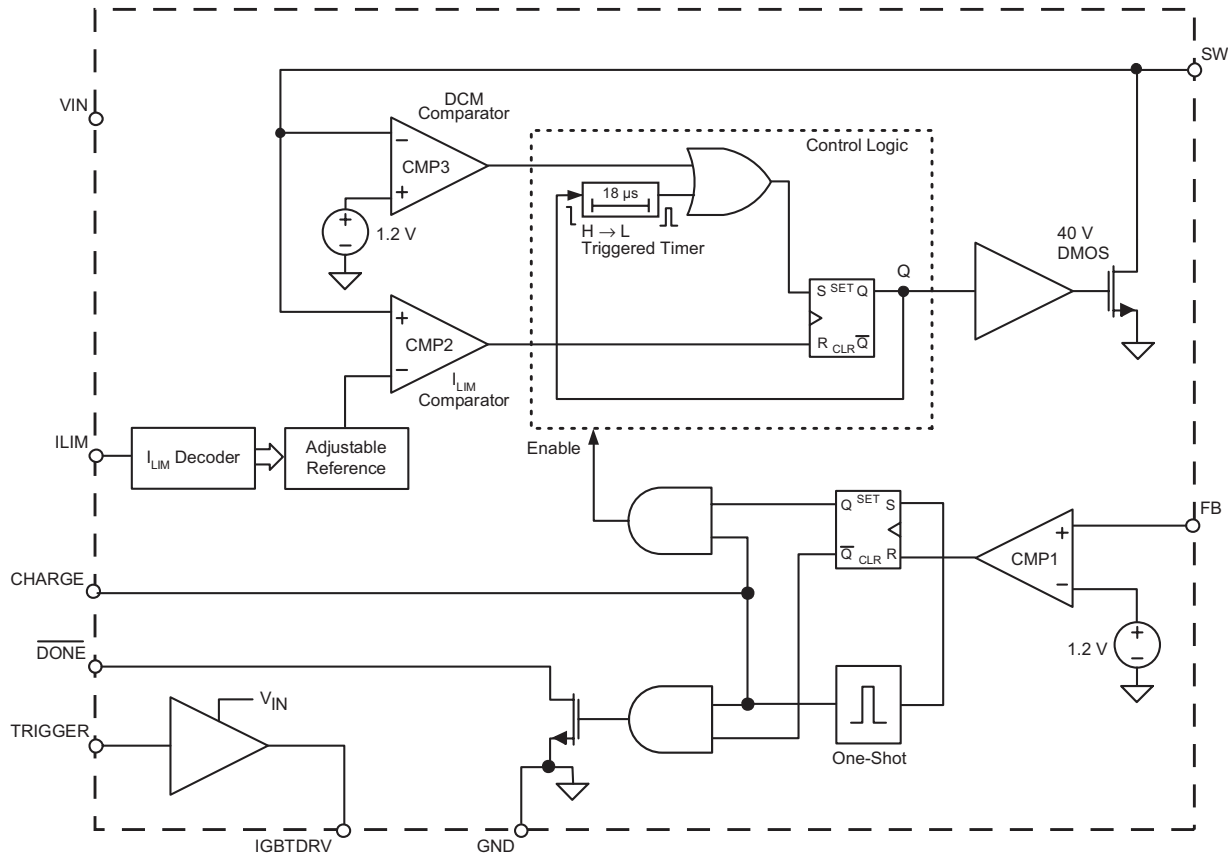 SW
VIN
DCM
Comparator
−
CMP3
+
+
−
1.2 V
Control Logic
18 µs
H → L
Triggered Timer
40 V
DMOS
Q
S SET Q
R CLR Q̅
+
CMP2
−
I_LIM
Comparator
ILIM
I_LIM Decoder
Adjustable
Reference
Enable
Q SET S
Q̅ CLR R
FB
+
CMP1
−
+
−
1.2 V
CHARGE
D̅O̅N̅E̅
V_IN
TRIGGER
One-Shot
IGBTDRV
GND